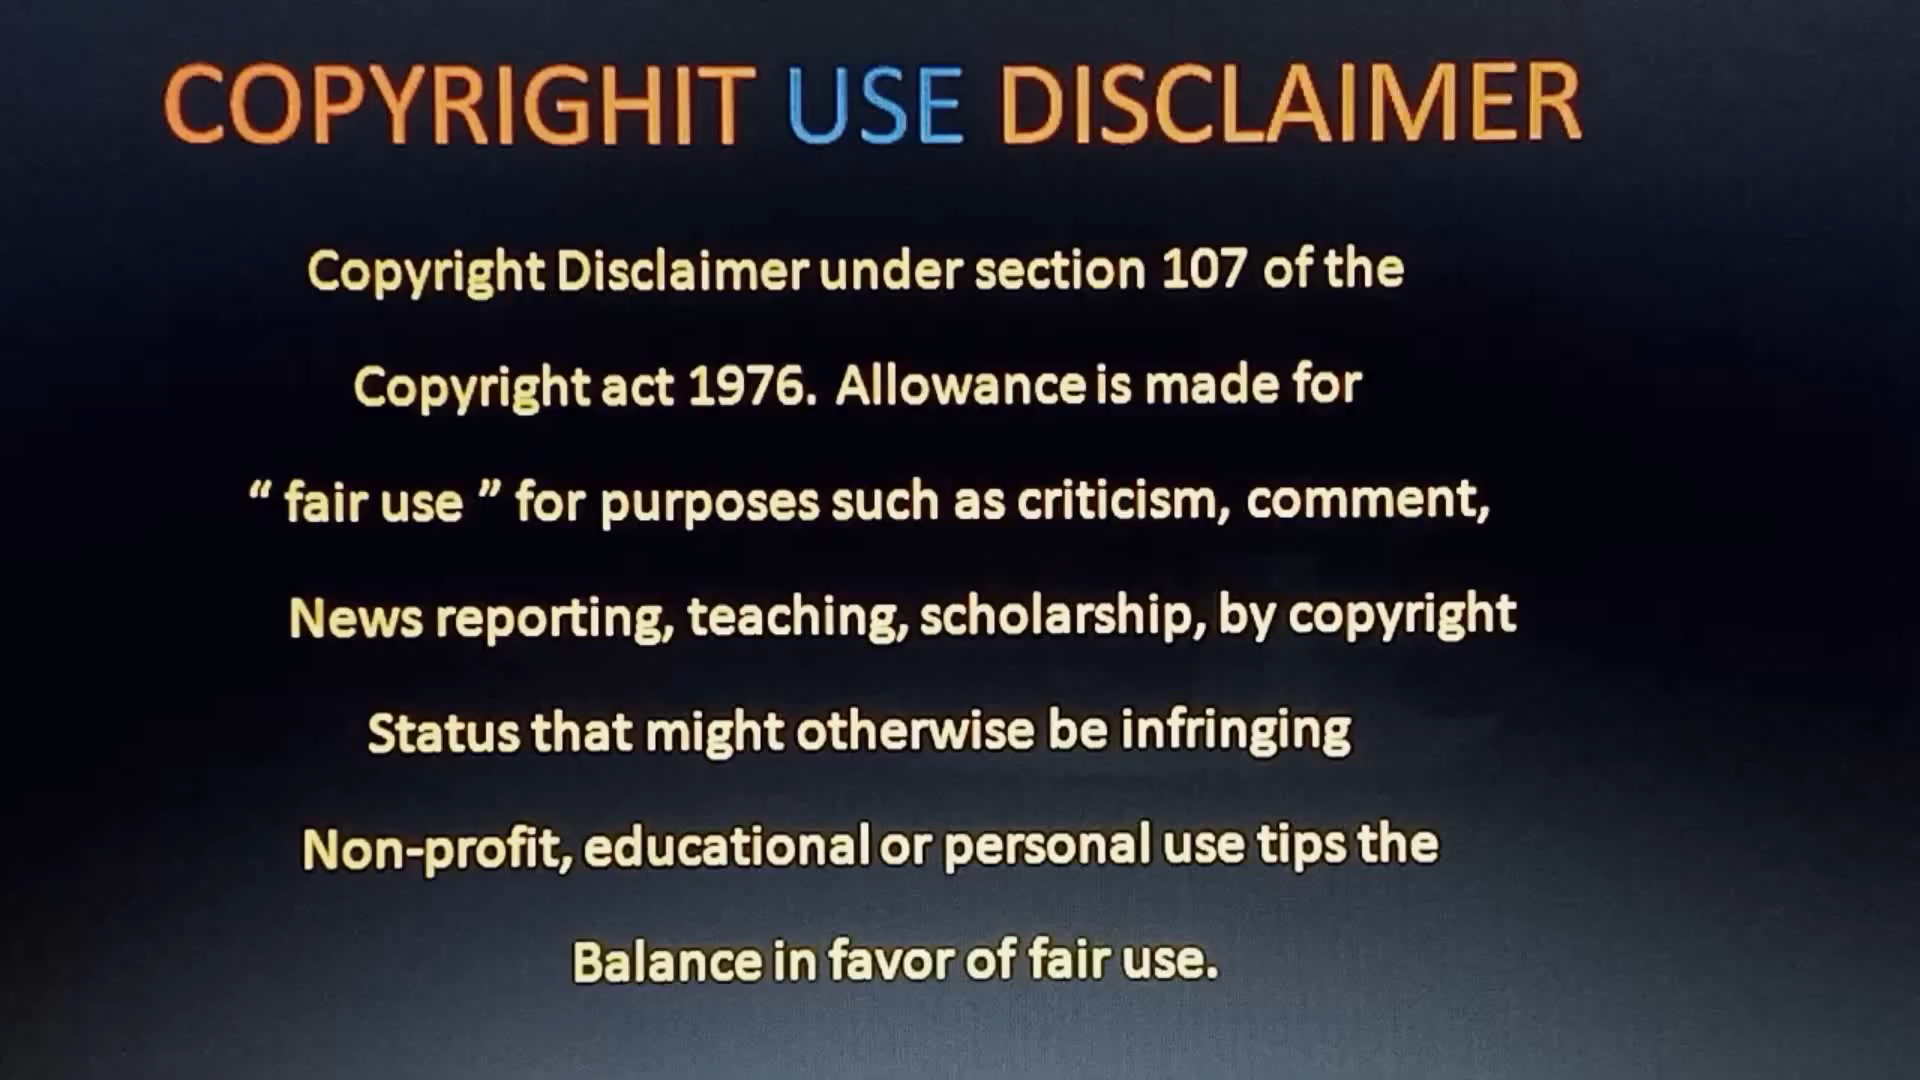 COPYRIGHIT USE DISCLAIMER
Copyright Disclaimer under section 107 of the
Copyright act 1976. Allowance is made for
“ fair use ” for purposes such as criticism, comment,
News reporting, teaching, scholarship, by copyright
Status that might otherwise be infringing
Non-profit, educational or personal use tips the
Balance in favor of fair use.